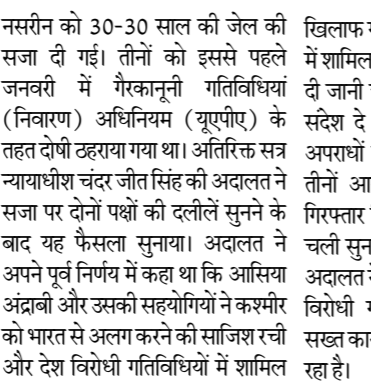 नसरीन को 30-30 साल की जेल की
सजा दी गई। तीनों को इससे पहले
जनवरी में गैरकानूनी गतिविधियां
(निवारण) अधिनियम (यूएपीए) के
तहत दोषी ठहराया गया था। अतिरिक्त सत्र
न्यायाधीश चंदर जीत सिंह की अदालत ने
सजा पर दोनों पक्षों की दलीलें सुनने के
बाद यह फैसला सुनाया। अदालत ने
अपने पूर्व निर्णय में कहा था कि आसिया
अंद्राबी और उसकी सहयोगियों ने कश्मीर
को भारत से अलग करने की साजिश रची
और देश विरोधी गतिविधियों में शामिल
खिलाफ
में शामिल
दी जानी
संदेश दे
अपराधों
तीनों
गिरफ्तार
चली
अदालत
विरोधी
सख्त
रहा है।